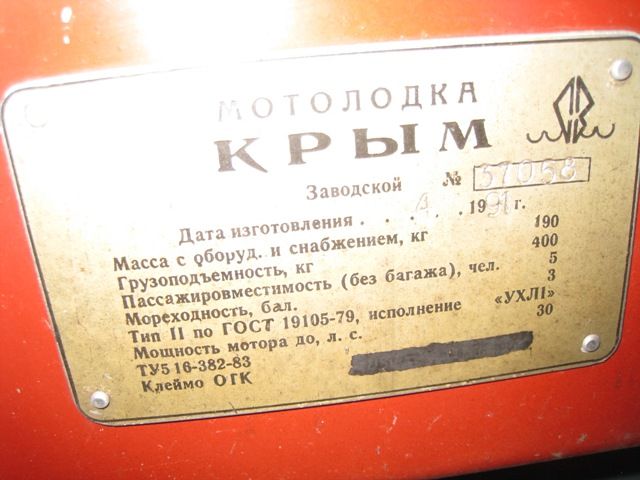 МОТОЛОДКА
КРЫМ
Заводской № 57058
Дата изготовления . . . 4 . . 1991 г.
Масса с оборуд. и снабжением, кг 190
Грузоподъемность, кг 400
Пассажировместимость (без багажа), чел. 5
Мореходность, бал. 3
Тип II по ГОСТ 19105-79, исполнение «УХЛI»
Мощность мотора до, л. с. 30
ТУ5 16-382-83
Клеймо ОТК